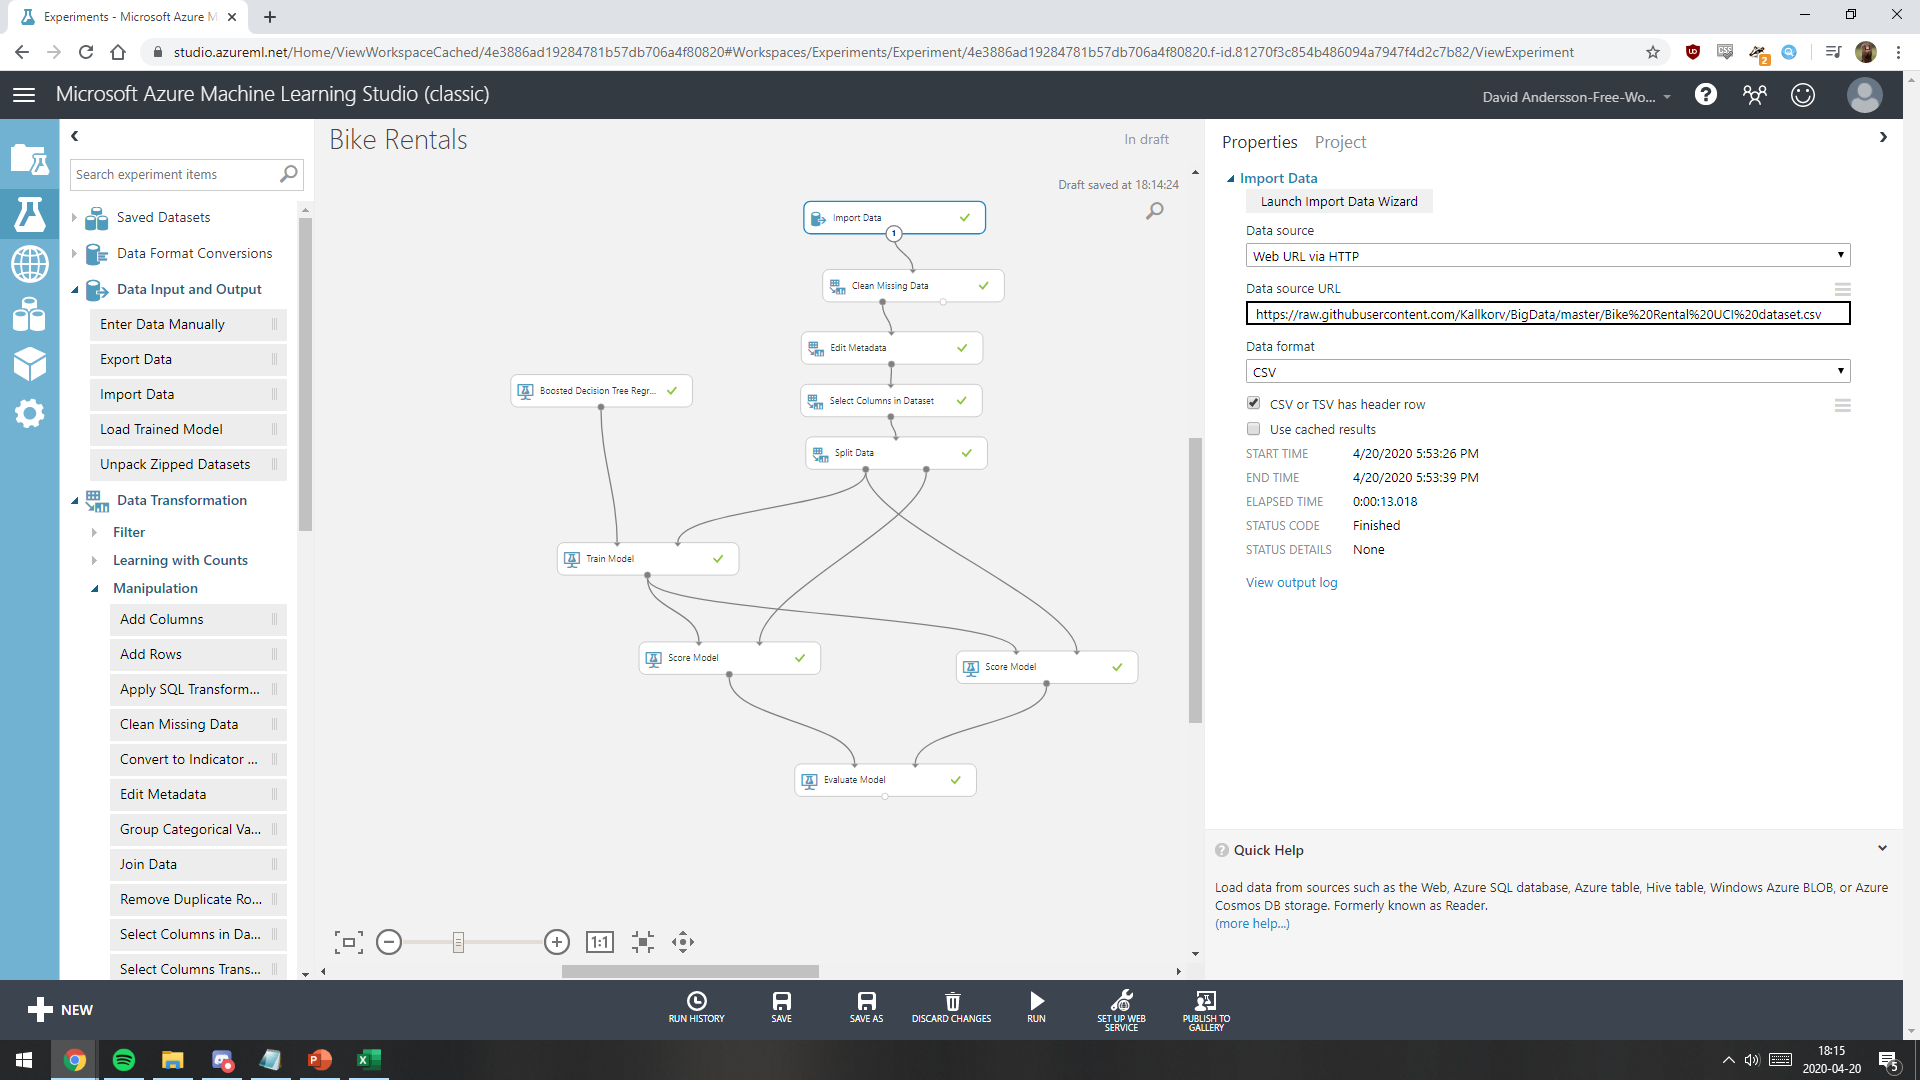 Experiments - Microsoft Azure M
studio.azureml.net/Home/ViewWorkspaceCached/4e3886ad19284781b57db706a4f80820#Workspaces/Experiments/Experiment/4e3886ad19284781b57db706a4f80820.f-id.81270f3c854b486094a7947f4d2c7b82/ViewExperiment
2
Microsoft Azure Machine Learning Studio (classic)
David Andersson-Free-Wo...
Search experiment items
Saved Datasets
Data Format Conversions
Data Input and Output
Enter Data Manually
Export Data
Import Data
Load Trained Model
Unpack Zipped Datasets
Data Transformation
Filter
Learning with Counts
Manipulation
Add Columns
Add Rows
Apply SQL Transform...
Clean Missing Data
Convert to Indicator ...
Edit Metadata
Group Categorical Va...
Join Data
Remove Duplicate Ro...
Select Columns in Da...
Select Columns Trans...
Bike Rentals
In draft
Draft saved at 18:14:24
Import Data
1
Clean Missing Data
Edit Metadata
Boosted Decision Tree Regr...
Select Columns in Dataset
Split Data
Train Model
Score Model
Score Model
Evaluate Model
1:1
Properties
Project
Import Data
Launch Import Data Wizard
Data source
Web URL via HTTP
Data source URL
https://raw.githubusercontent.com/Kallkorv/BigData/master/Bike%20Rental%20UCI%20dataset.csv
Data format
CSV
CSV or TSV has header row
Use cached results
START TIME 4/20/2020 5:53:26 PM
END TIME 4/20/2020 5:53:39 PM
ELAPSED TIME 0:00:13.018
STATUS CODE Finished
STATUS DETAILS None
View output log
Quick Help
Load data from sources such as the Web, Azure SQL database, Azure table, Hive table, Windows Azure BLOB, or Azure
Cosmos DB storage. Formerly known as Reader.
(more help...)
NEW
RUN HISTORY
SAVE
SAVE AS
DISCARD CHANGES
RUN
SET UP WEB
SERVICE
PUBLISH TO
GALLERY
18:15
2020-04-20
5